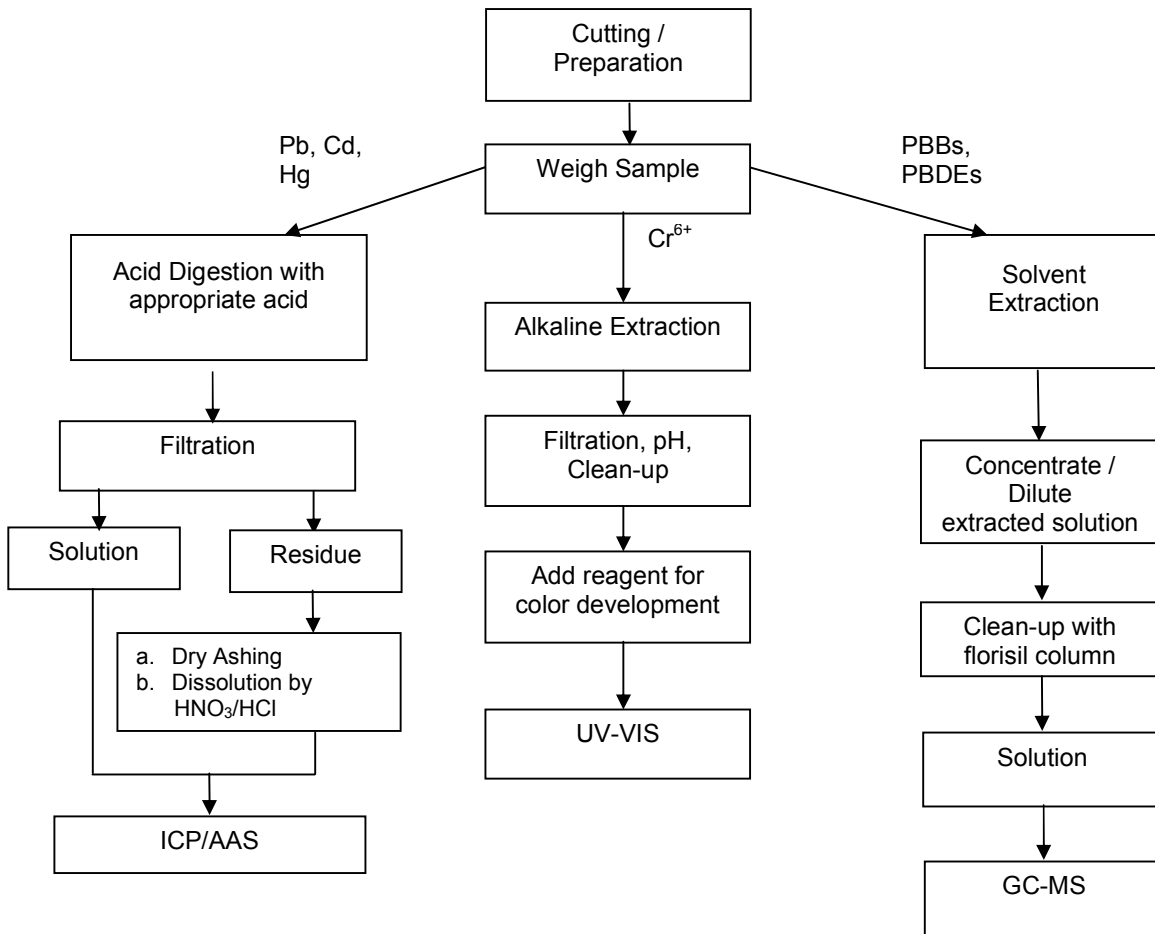 Cutting /
Preparation
Pb, Cd,
Hg
Weigh Sample
PBBs,
PBDEs
Cr⁶⁺
Acid Digestion with
appropriate acid
Solvent
Extraction
Alkaline Extraction
Filtration
Filtration, pH,
Clean-up
Concentrate /
Dilute
extracted solution
Solution
Residue
Add reagent for
color development
Clean-up with
florisil column
a. Dry Ashing
b. Dissolution by
HNO₃/HCl
UV-VIS
Solution
ICP/AAS
GC-MS